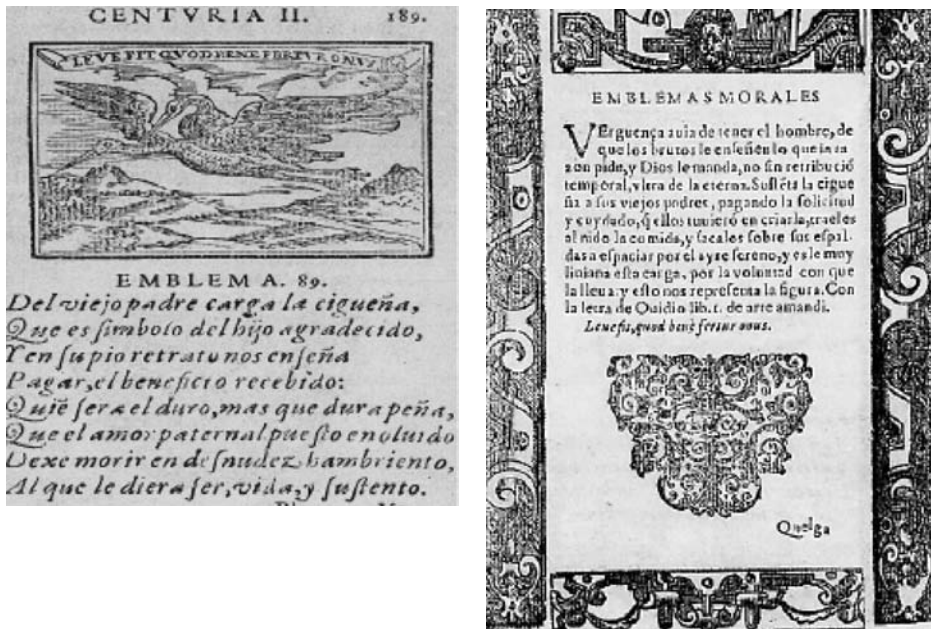 CENTVRIA II. 189.
LEVE FIT QVOD BENE FERTVR ONVS
EMBLEMA. 89.
Del viejo padre carga la cigueña,
Que es simbolo del hijo agradecido,
Y en su pio retrato nos enseña
Pagar, el beneficio recebido:
Quiẽ sera el duro, mas que dura peña,
Que el amor paternal puesto en oluido
Dexe morir en desnudez hambriento,
Al que le diera ser, vida, y sustento.
EMBLEMAS MORALES
VErguença auia de tener el hombre, de
que los brutos le enseñen lo que la ra
zon pide, y Dios le manda, no sin retribució
temporal, vltra de la eterna. Sustẽta la cigue
ña a sus viejos padres, pagando la solicitud
y cuydado, q̃ ellos tuuierõ en criarla, traeles
al nido la comida, y sacalos sobre sus espal-
das a espaciar por el ayre sereno, y es le muy
liuiana esta carga, por la voluntad con que
la lleua: y esto nos representa la figura. Con
la letra de Ouidio lib. 1. de arte amandi.
Leue fit, quod benè fertur onus.
Quelga